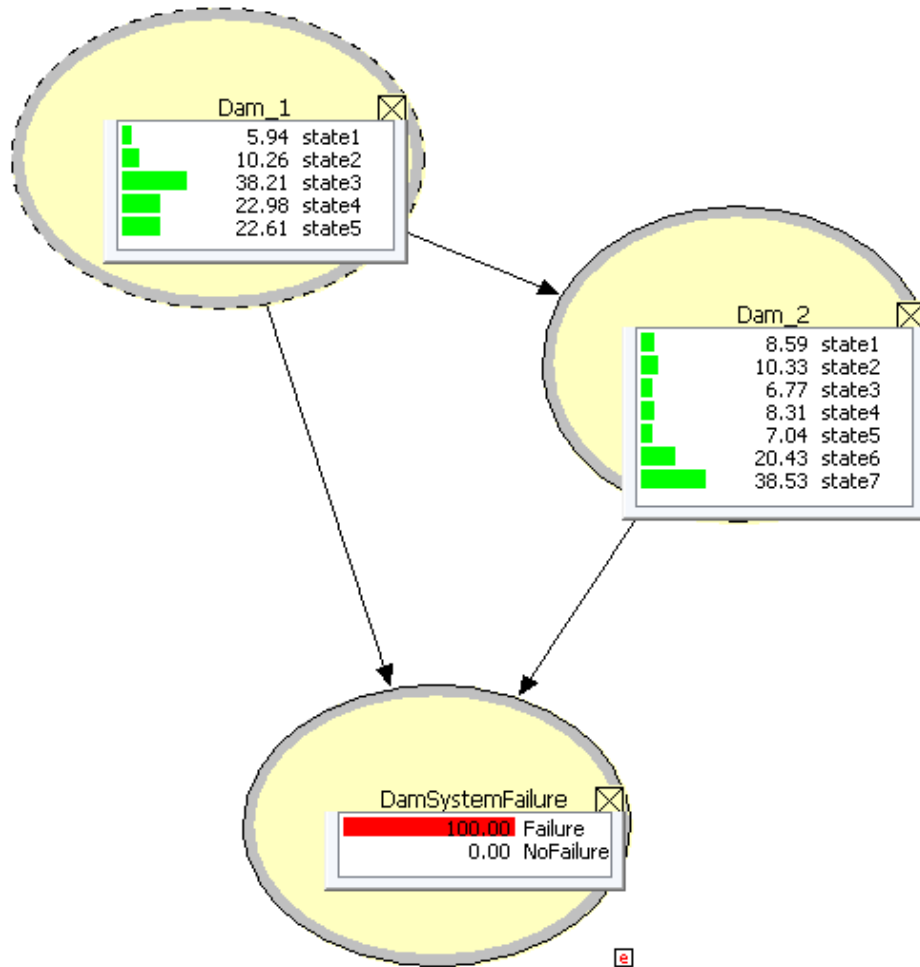 Dam_1
5.94 state1
10.26 state2
38.21 state3
22.98 state4
22.61 state5
Dam_2
8.59 state1
10.33 state2
6.77 state3
8.31 state4
7.04 state5
20.43 state6
38.53 state7
DamSystemFailure
100.00 Failure
0.00 NoFailure
e